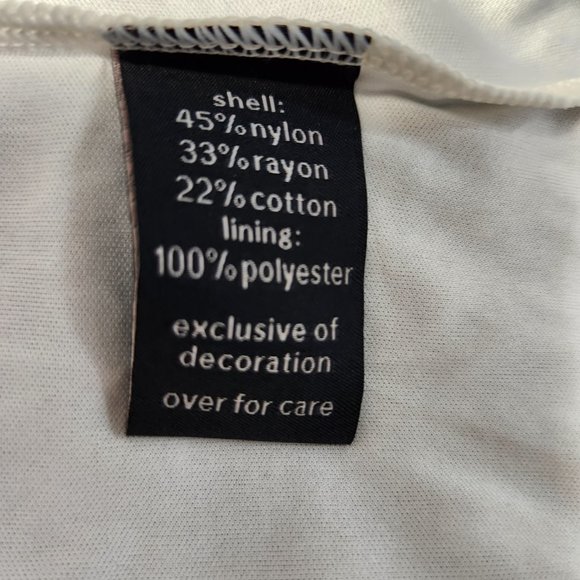 shell:
45%nylon
33%rayon
22%cotton
lining:
100%polyester
exclusive of
decoration
over for care